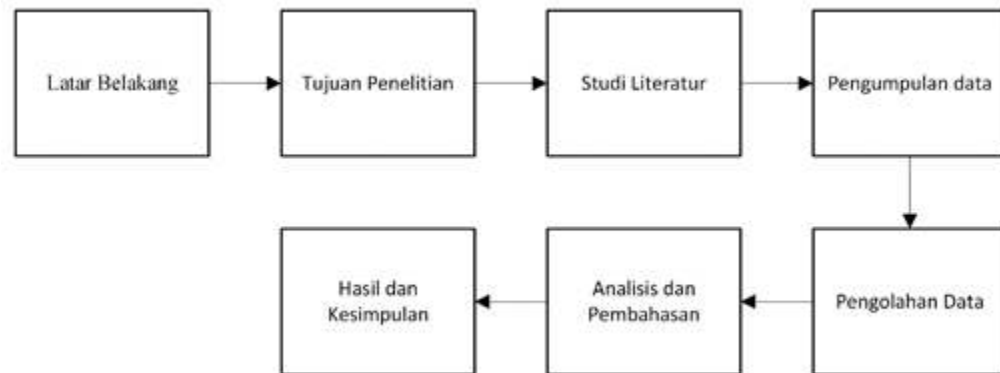 Latar Belakang
Tujuan Penelitian
Studi Literatur
Pengumpulan data
Pengolahan Data
Analisis dan
Pembahasan
Hasil dan
Kesimpulan